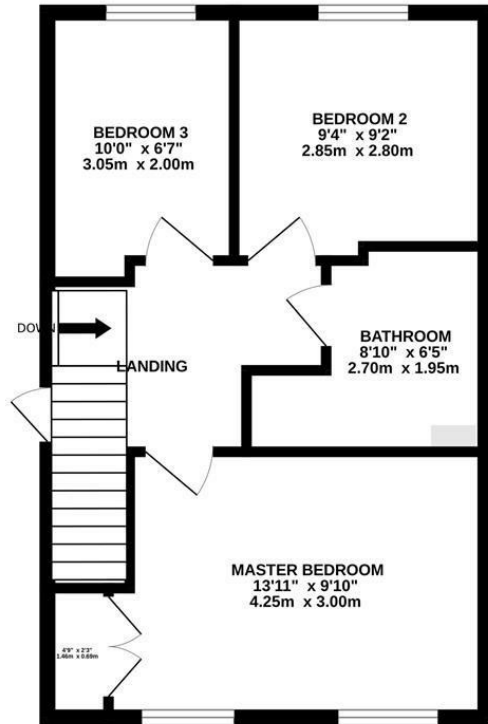 BEDROOM 3
10'0" x 6'7"
3.05m x 2.00m
BEDROOM 2
9'4" x 9'2"
2.85m x 2.80m
DOWN
LANDING
BATHROOM
8'10" x 6'5"
2.70m x 1.95m
MASTER BEDROOM
13'11" x 9'10"
4.25m x 3.00m
4'9" x 2'3"
1.46m x 0.69m